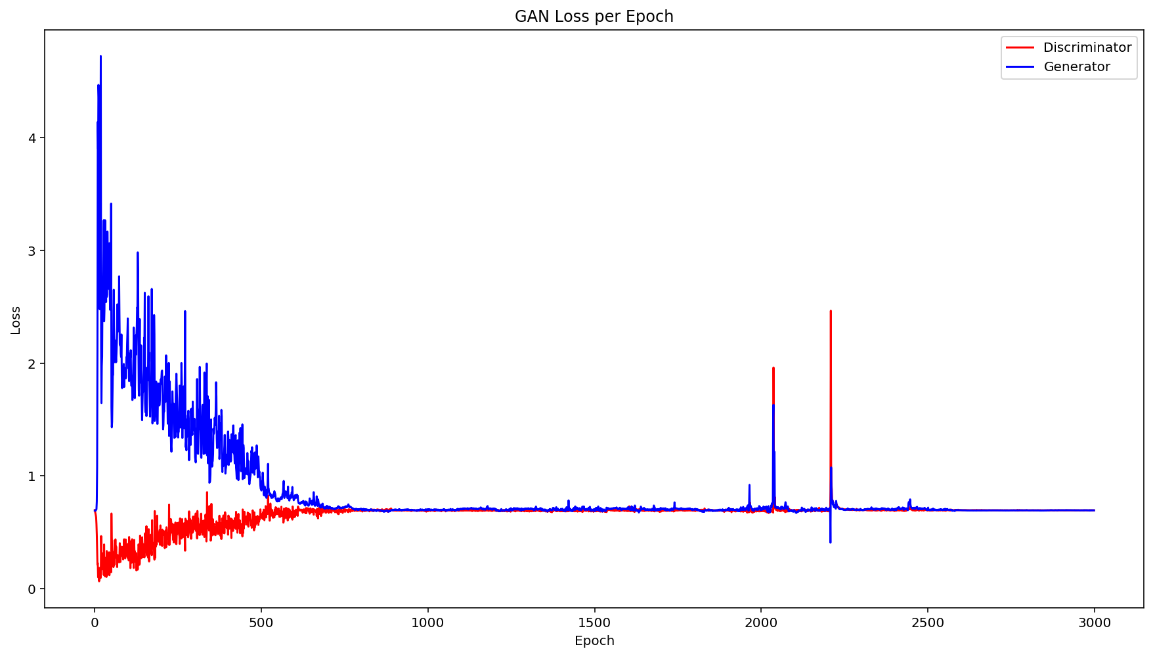 GAN Loss per Epoch
Discriminator
Generator
4
3
2
1
0
Loss
0 500 1000 1500 2000 2500 3000
Epoch